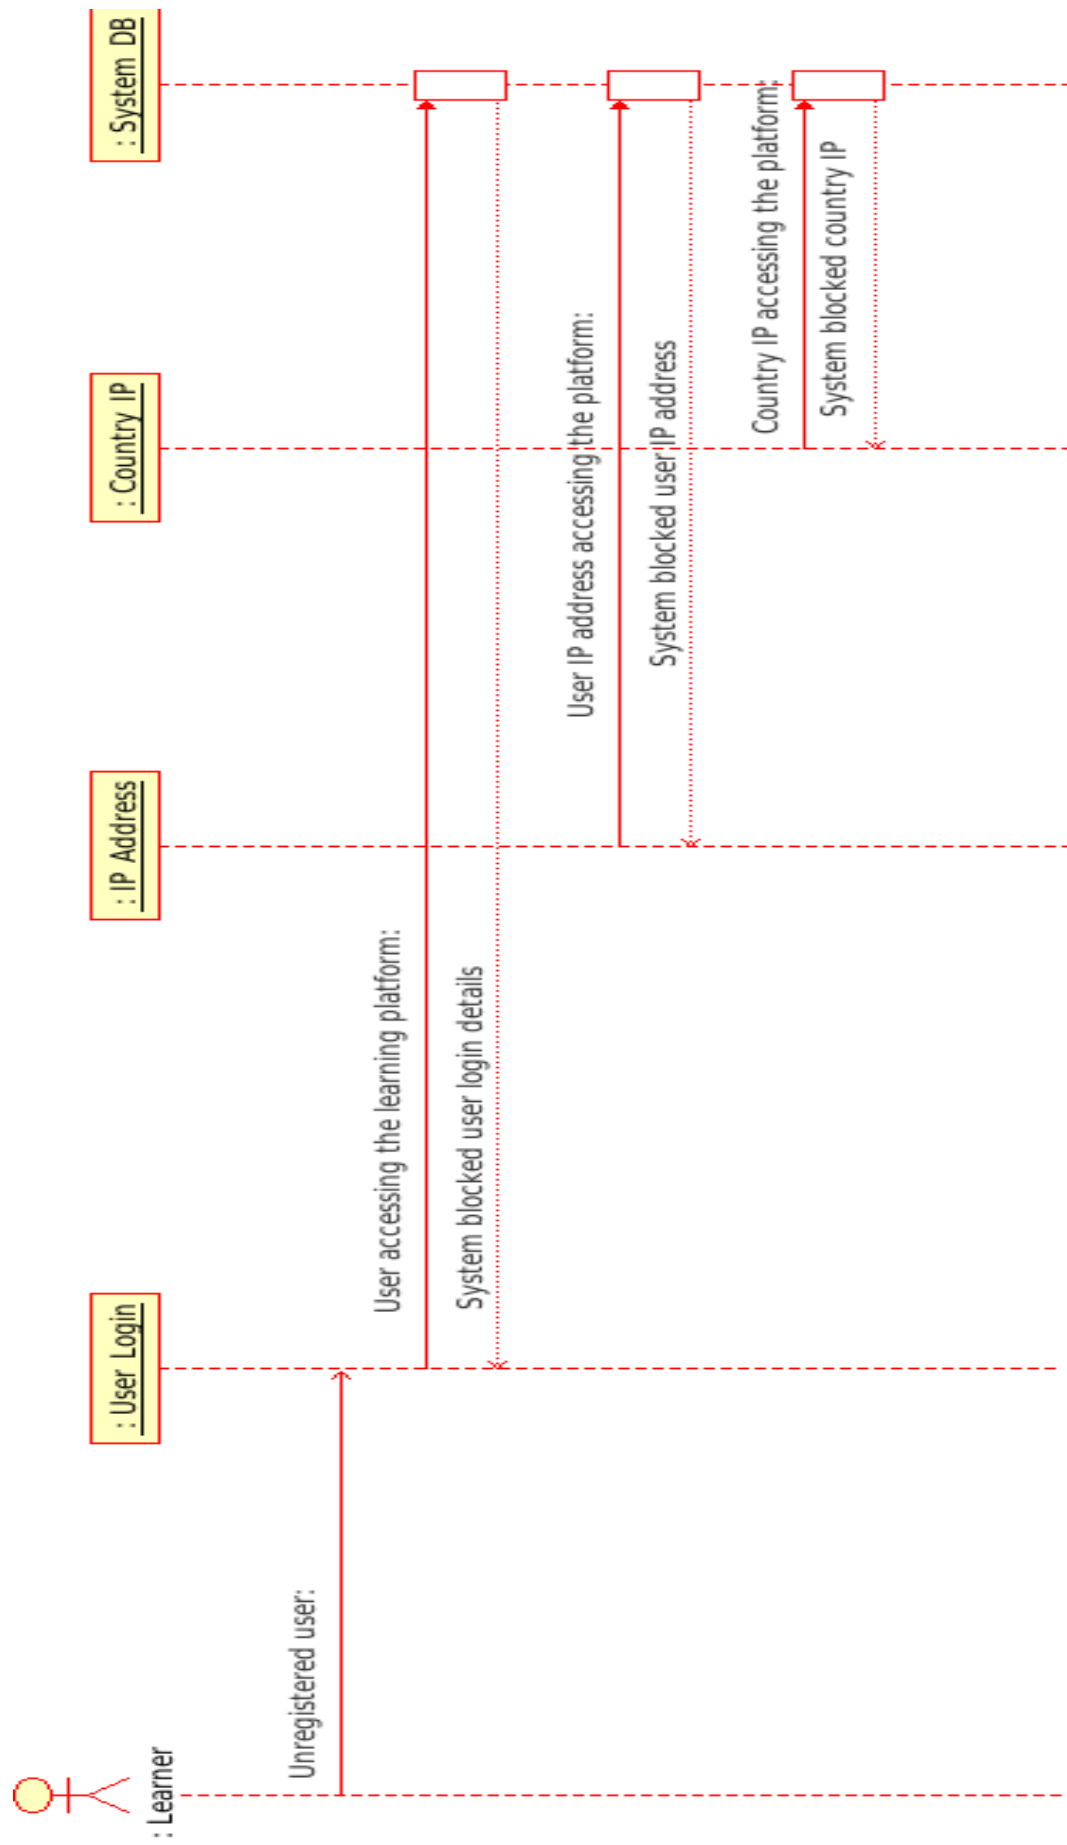 : Learner
: User Login
: IP Address
: Country IP
: System DB
Unregistered user:
User accessing the learning platform:
System blocked user login details
User IP address accessing the platform:
System blocked user IP address
Country IP accessing the platform:
System blocked country IP